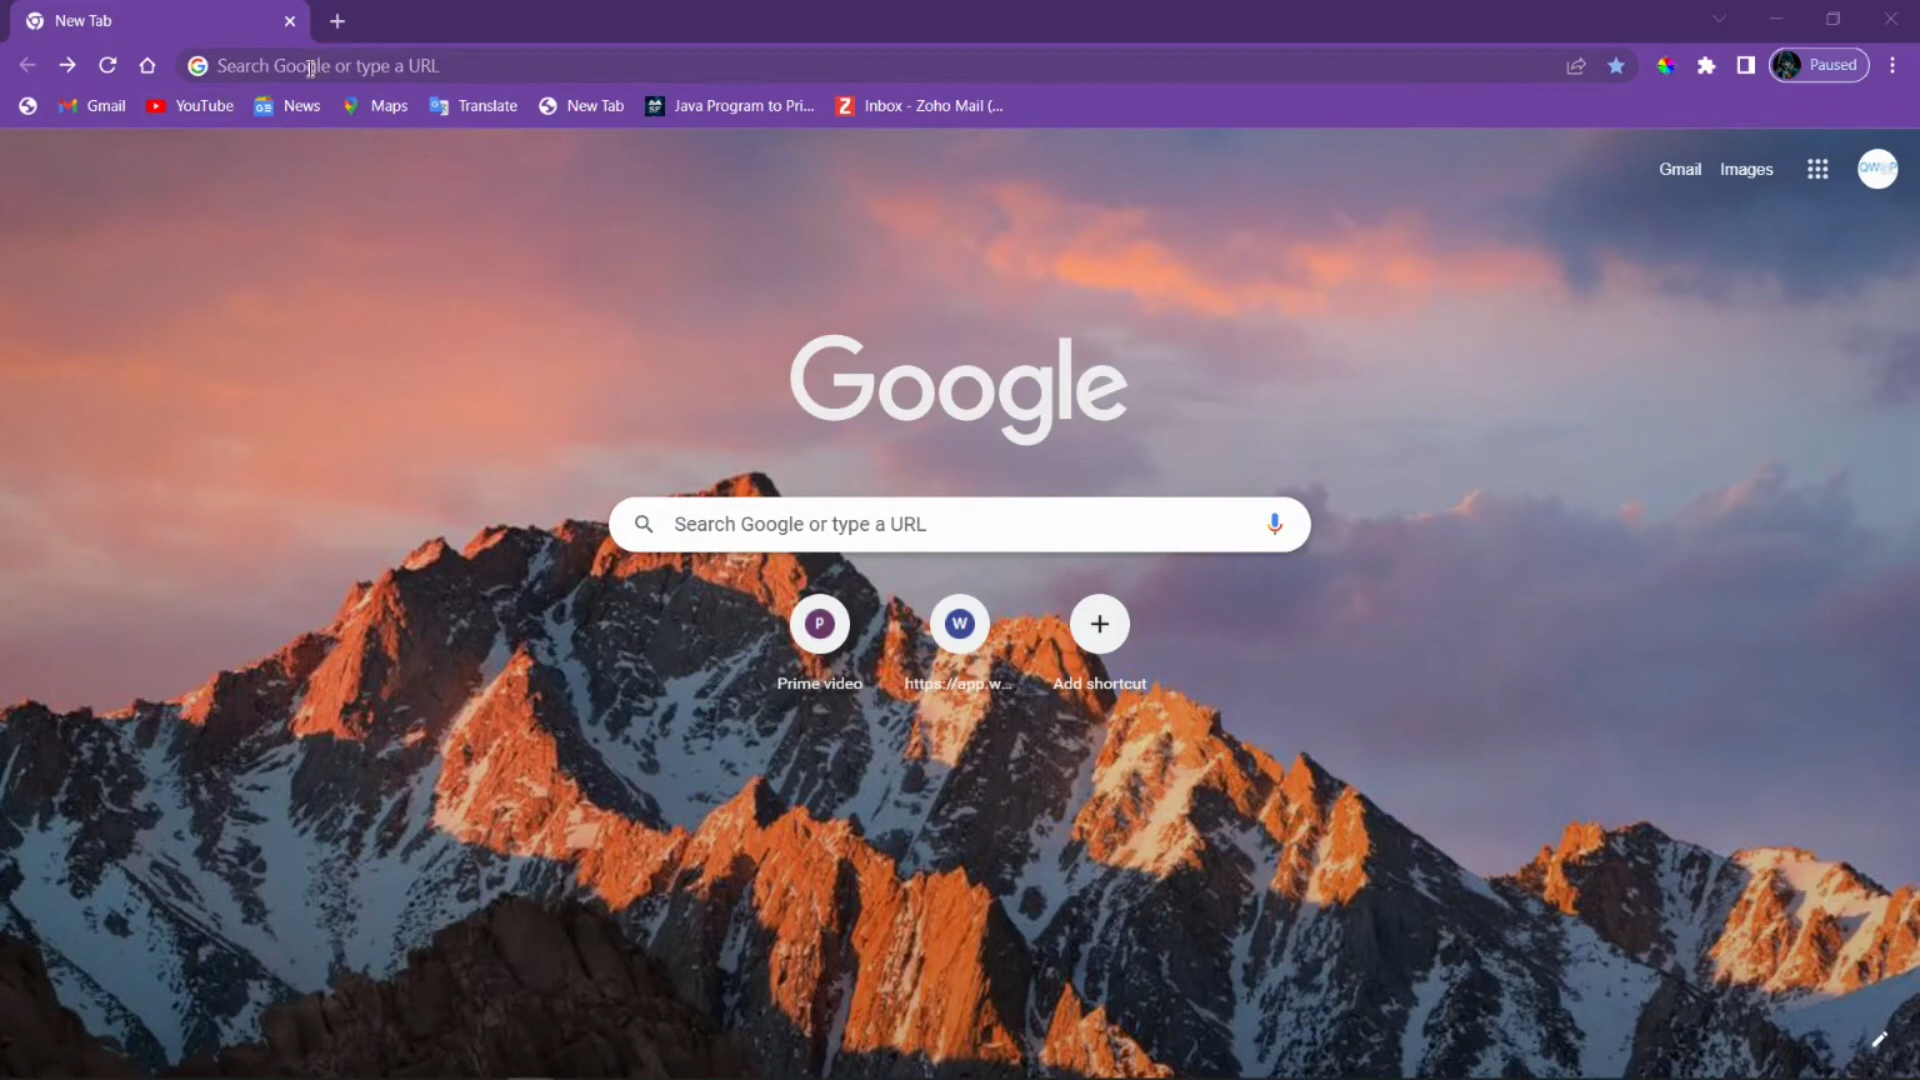 New Tab
Search Google or type a URL
Paused
Gmail YouTube News Maps Translate New Tab Java Program to Pri... Inbox - Zoho Mail (...
Gmail Images
QWOP
Google
Search Google or type a URL
P W
Prime video https://app.w... Add shortcut